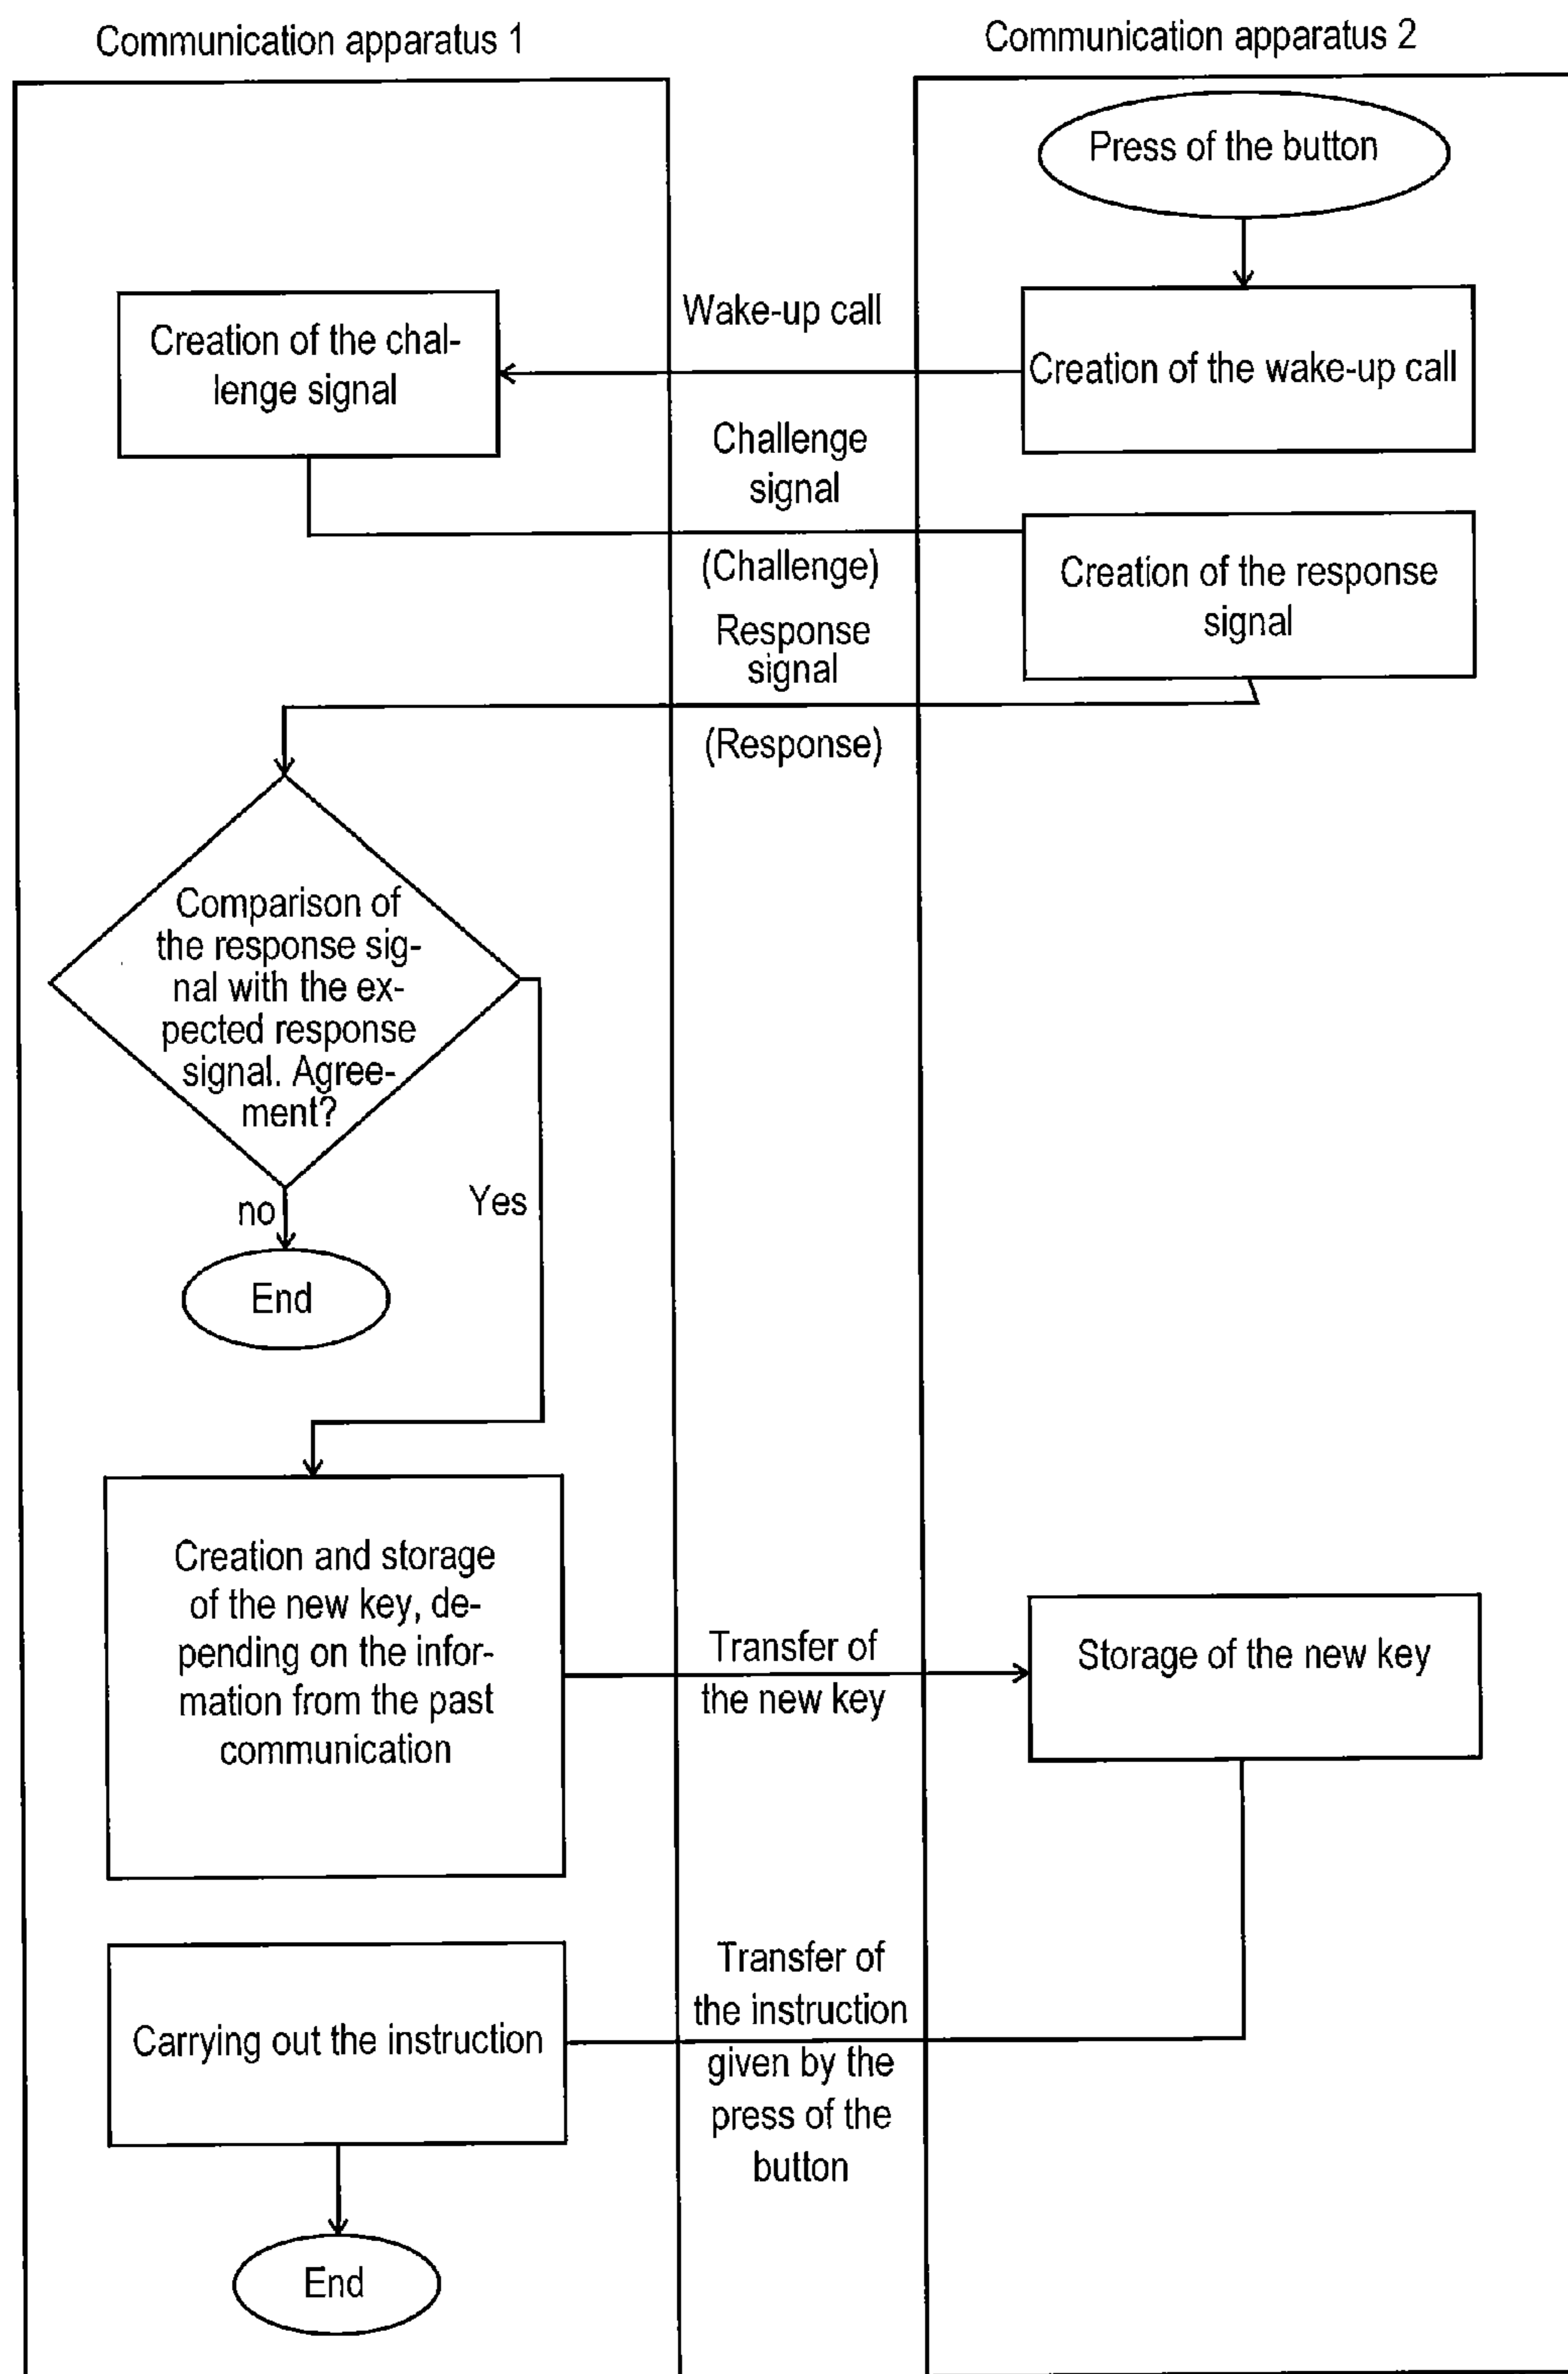 Communication apparatus 1
Communication apparatus 2
Press of the button
Wake-up call
Creation of the wake-up call
Creation of the chal-
lenge signal
Challenge
signal
(Challenge)
Creation of the response
signal
Response
signal
(Response)
Comparison of
the response sig-
nal with the ex-
pected response
signal. Agree-
ment?
no
Yes
End
Creation and storage
of the new key, de-
pending on the infor-
mation from the past
communication
Transfer of
the new key
Storage of the new key
Transfer of
the instruction
given by the
press of the
button
Carrying out the instruction
End